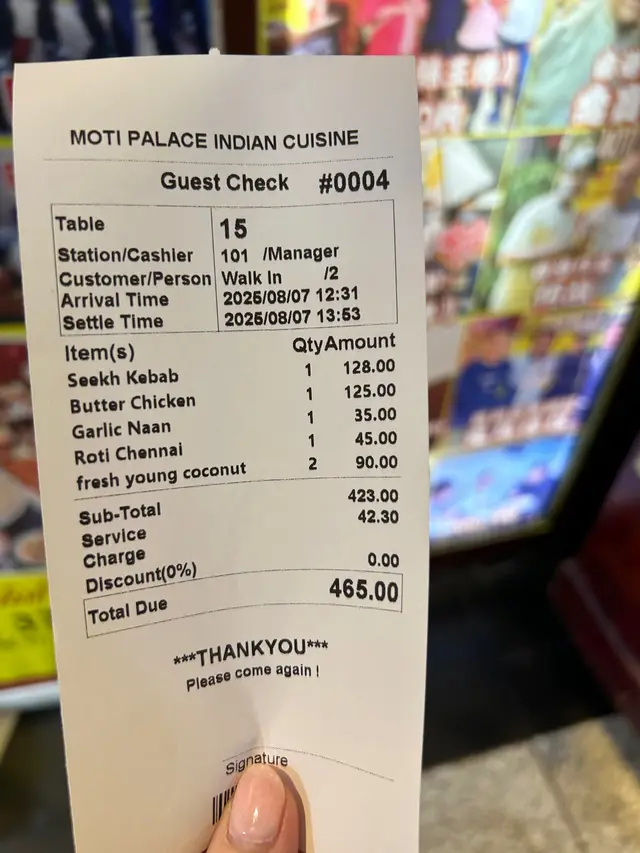 MOTI PALACE INDIAN CUISINE
Guest Check #0004
Table 15
Station/Cashier 101 /Manager
Customer/Person Walk In /2
Arrival Time 2025/08/07 12:31
Settle Time 2025/08/07 13:53
Item(s) Qty Amount
Seekh Kebab 1 128.00
Butter Chicken 1 125.00
Garlic Naan 1 35.00
Roti Chennai 1 45.00
fresh young coconut 2 90.00
Sub-Total 423.00
Service 42.30
Charge
Discount(0%) 0.00
Total Due 465.00
***THANKYOU***
Please come again !
Signature